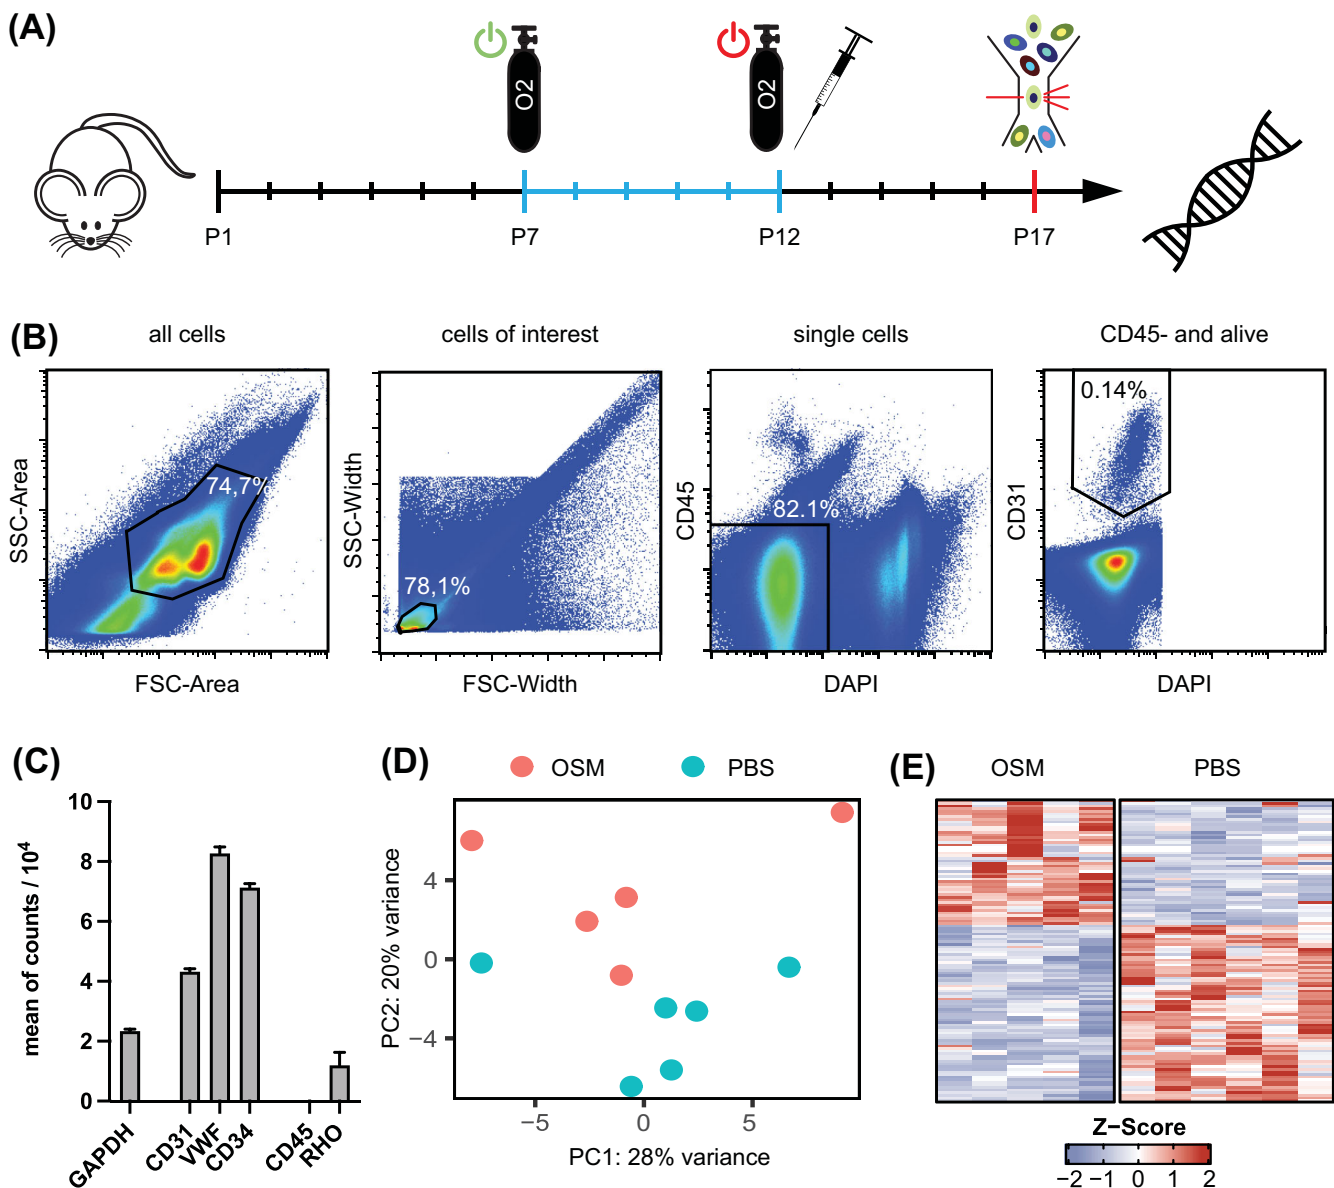 (A)
O2
O2
P1
P7
P12
P17
(B)
all cells
cells of interest
single cells
CD45- and alive
74,7%
78,1%
82.1%
0.14%
SSC-Area
SSC-Width
CD45
CD31
FSC-Area
FSC-Width
DAPI
DAPI
(C)
mean of counts / 10⁴
10
8
6
4
2
0
GAPDH
CD31
VWF
CD34
CD45
RHO
(D)
OSM
PBS
PC2: 20% variance
4
0
−4
−5
0
5
PC1: 28% variance
(E)
OSM
PBS
Z−Score
−2 −1 0 1 2